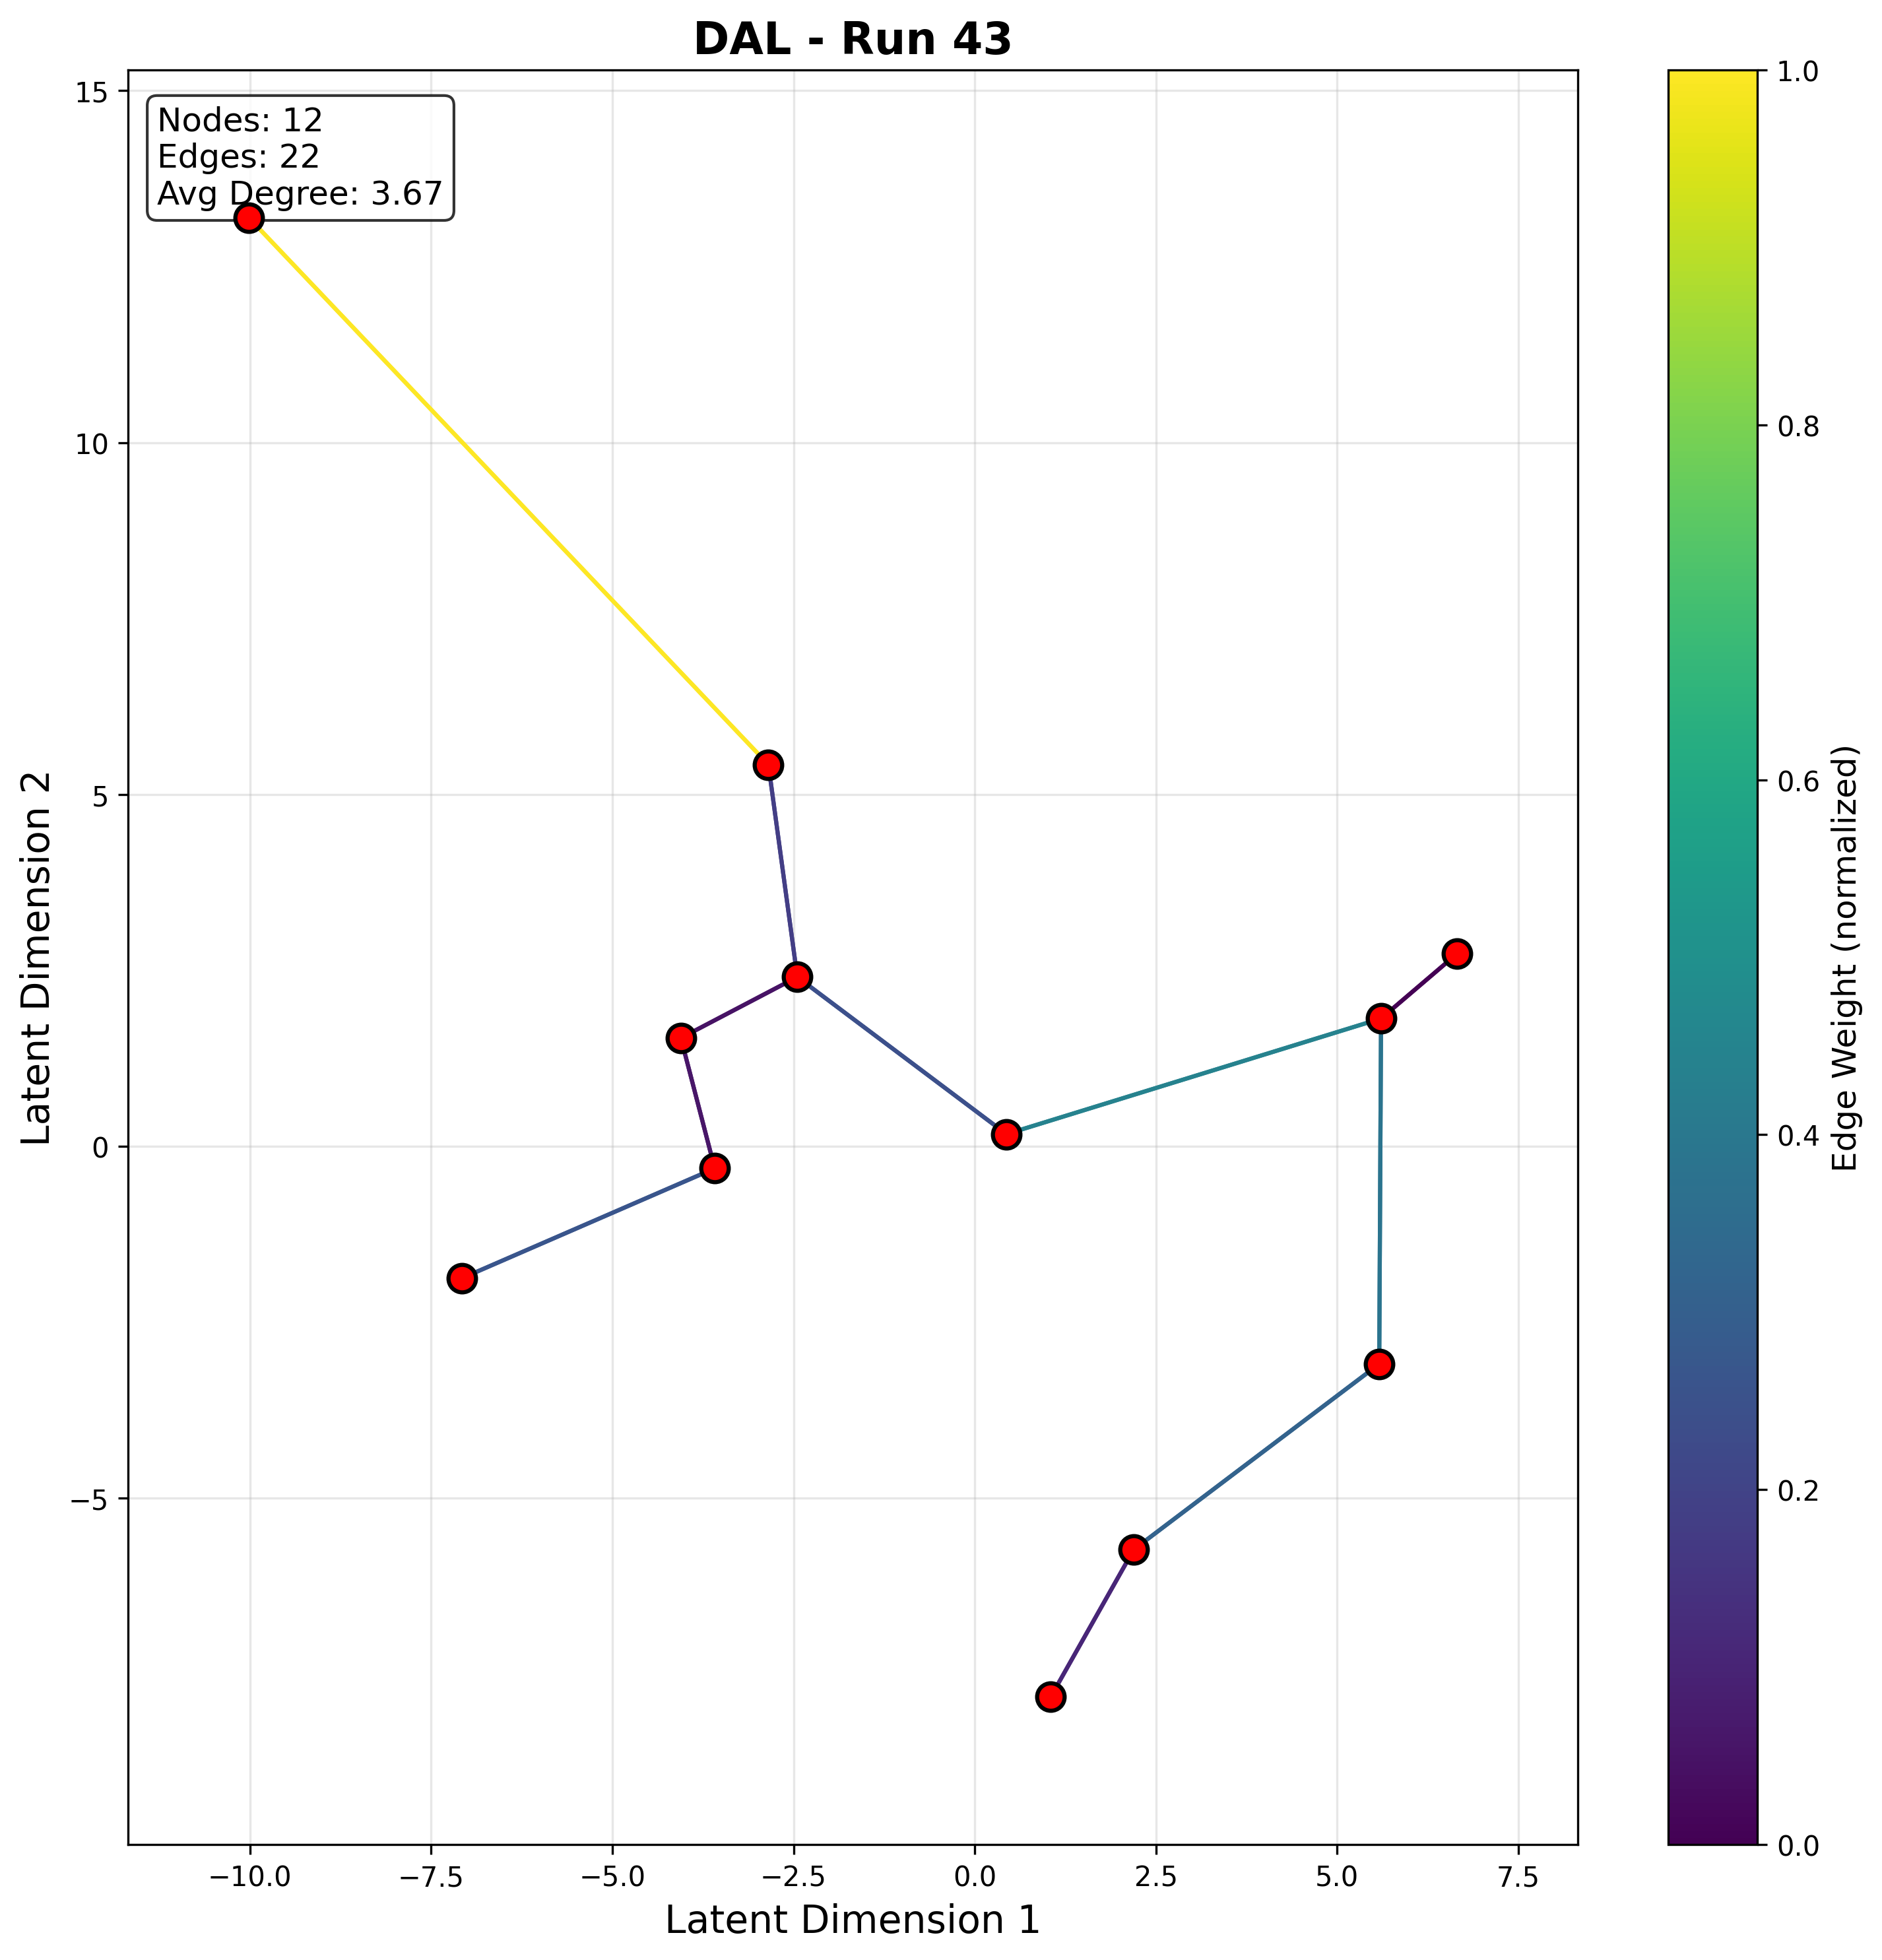 DAL - Run 43
Nodes: 12
Edges: 22
Avg Degree: 3.67
15
10
5
0
−5
Latent Dimension 2
−10.0
−7.5
−5.0
−2.5
0.0
2.5
5.0
7.5
Latent Dimension 1
1.0
0.8
0.6
0.4
0.2
0.0
Edge Weight (normalized)